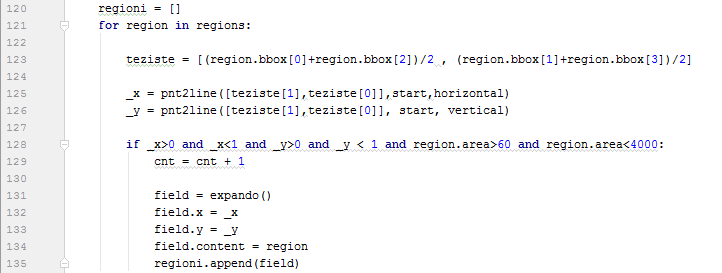 120 regioni = []
121 for region in regions:
122
123 teziste = [(region.bbox[0]+region.bbox[2])/2 , (region.bbox[1]+region.bbox[3])/2]
124
125 _x = pnt2line([teziste[1],teziste[0]],start,horizontal)
126 _y = pnt2line([teziste[1],teziste[0]], start, vertical)
127
128 if _x>0 and _x<1 and _y>0 and _y < 1 and region.area>60 and region.area<4000:
129 cnt = cnt + 1
130
131 field = expando()
132 field.x = _x
133 field.y = _y
134 field.content = region
135 regioni.append(field)